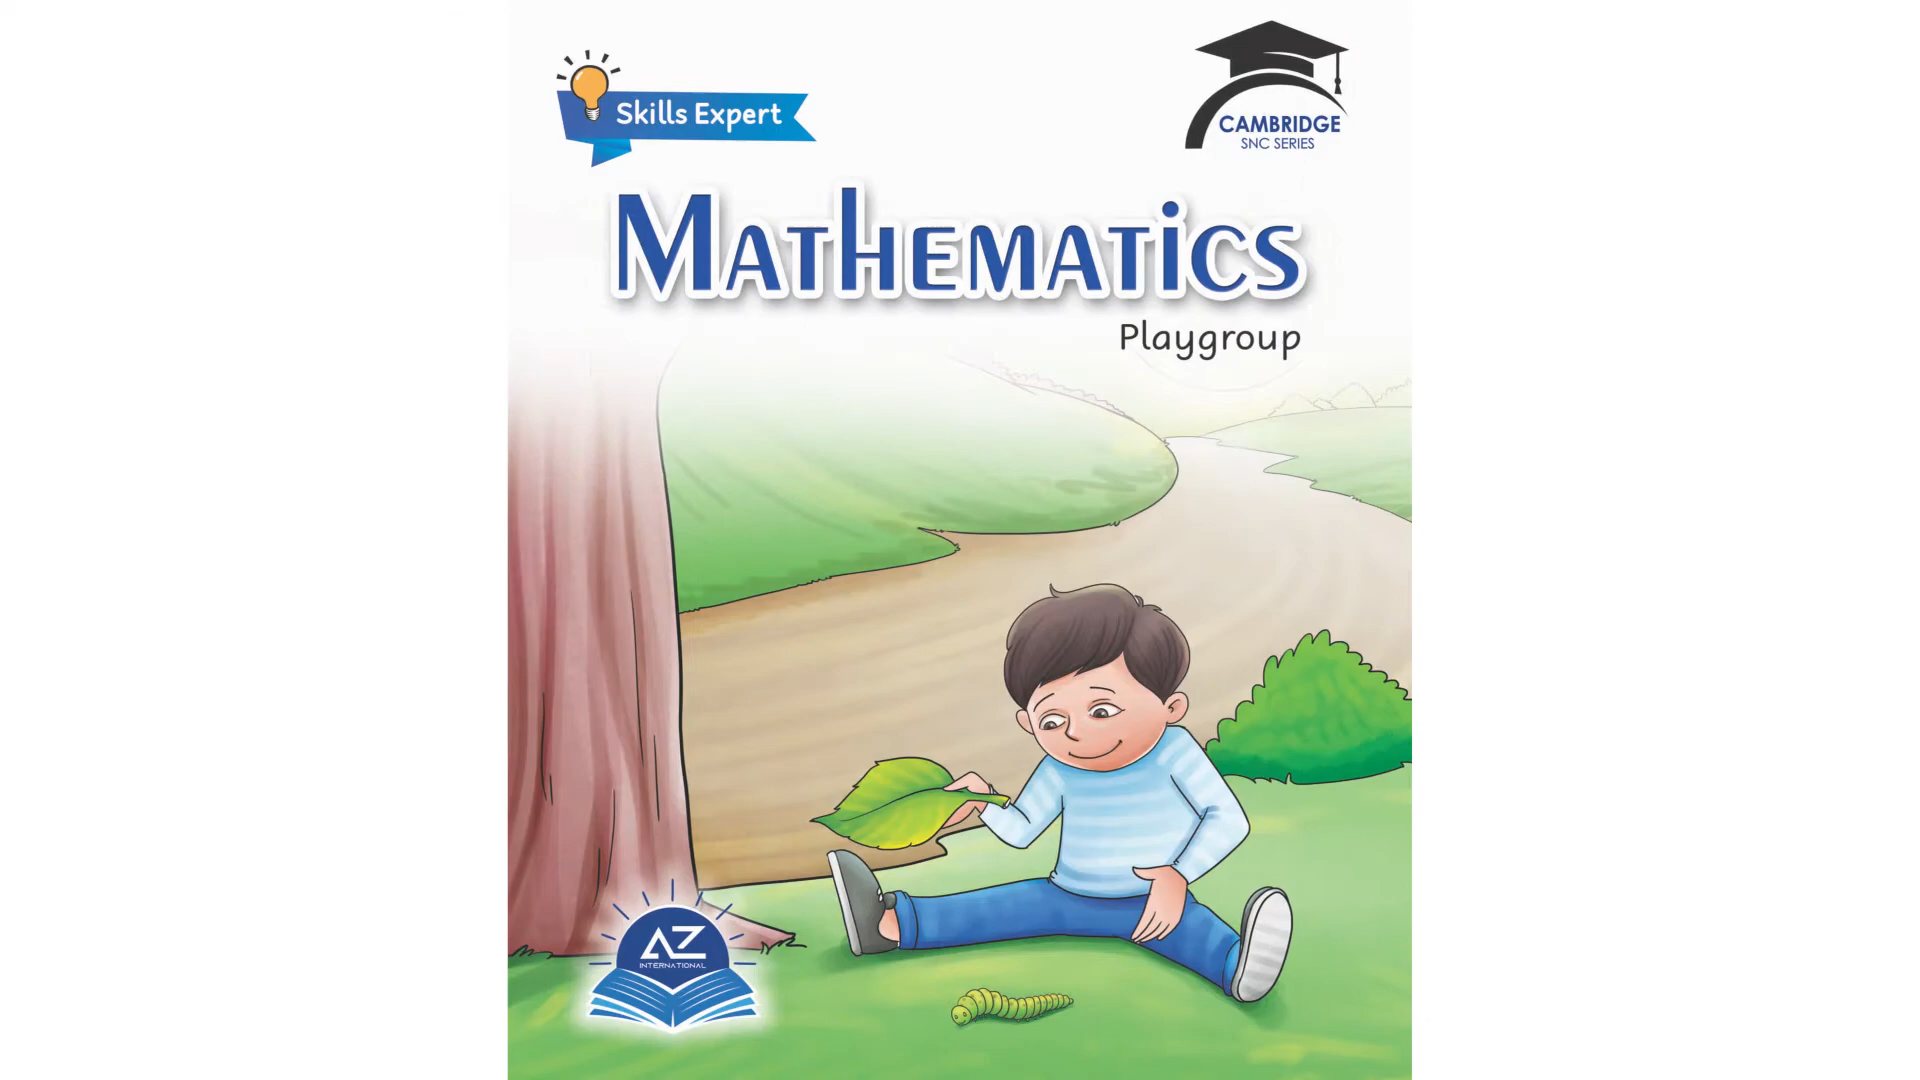 Skills Expert
CAMBRIDGE
SNC SERIES
MATHEMATICS
Playgroup
AZ
INTERNATIONAL